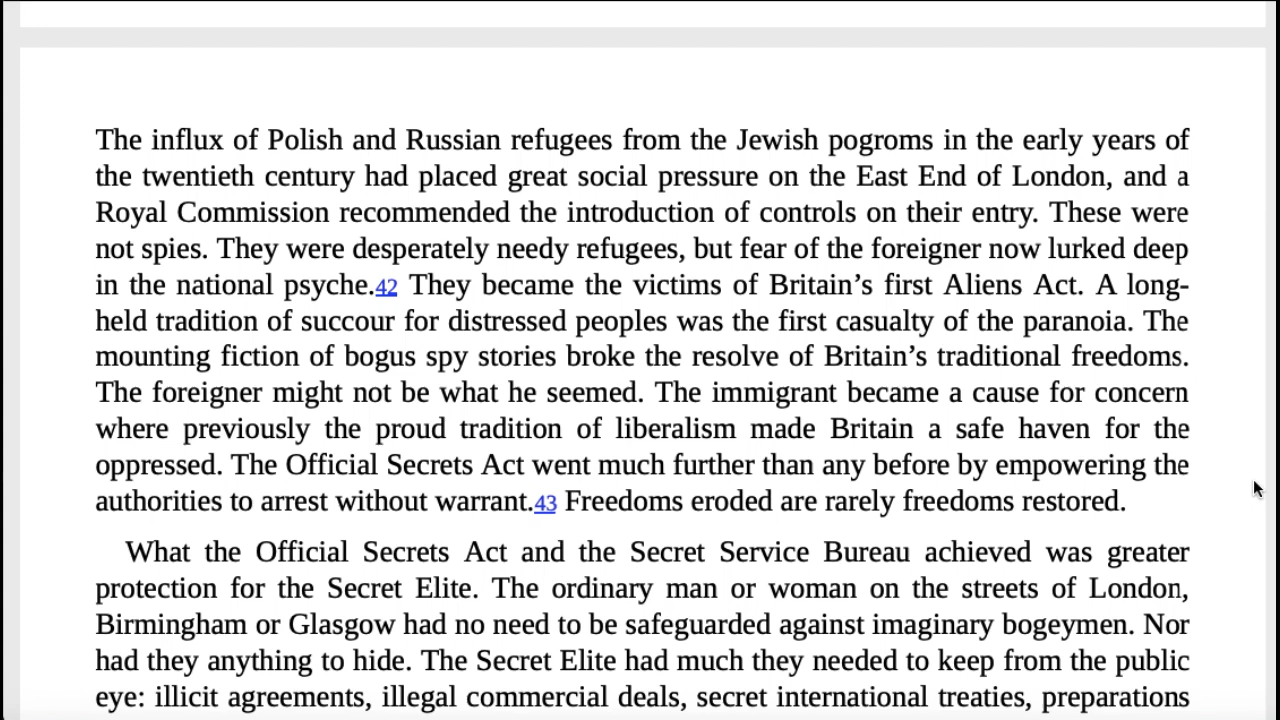 The influx of Polish and Russian refugees from the Jewish pogroms in the early years of
the twentieth century had placed great social pressure on the East End of London, and a
Royal Commission recommended the introduction of controls on their entry. These were
not spies. They were desperately needy refugees, but fear of the foreigner now lurked deep
in the national psyche.42 They became the victims of Britain’s first Aliens Act. A long-
held tradition of succour for distressed peoples was the first casualty of the paranoia. The
mounting fiction of bogus spy stories broke the resolve of Britain’s traditional freedoms.
The foreigner might not be what he seemed. The immigrant became a cause for concern
where previously the proud tradition of liberalism made Britain a safe haven for the
oppressed. The Official Secrets Act went much further than any before by empowering the
authorities to arrest without warrant.43 Freedoms eroded are rarely freedoms restored.
What the Official Secrets Act and the Secret Service Bureau achieved was greater
protection for the Secret Elite. The ordinary man or woman on the streets of London,
Birmingham or Glasgow had no need to be safeguarded against imaginary bogeymen. Nor
had they anything to hide. The Secret Elite had much they needed to keep from the public
eye: illicit agreements, illegal commercial deals, secret international treaties, preparations